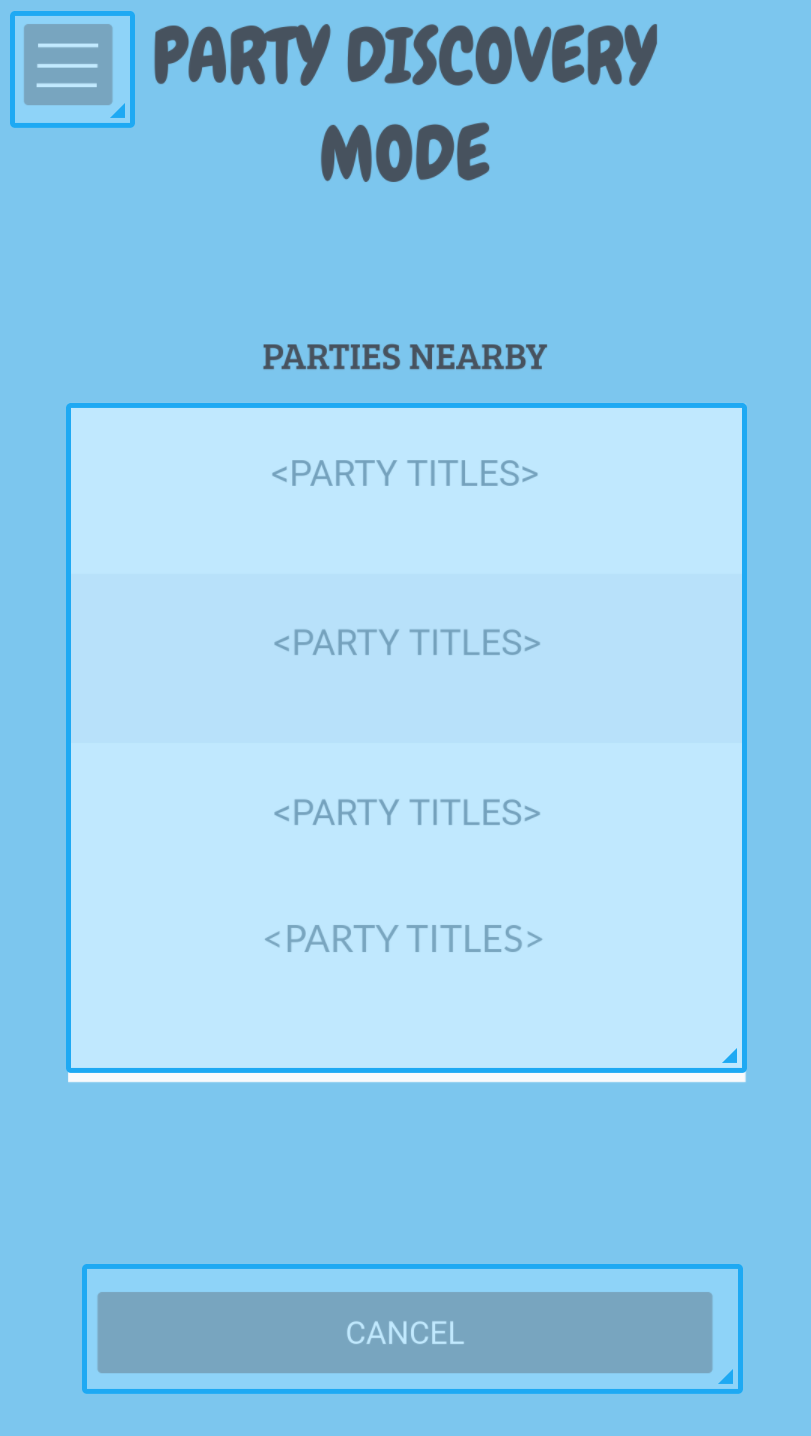 PARTY DISCOVERY
MODE
PARTIES NEARBY
<PARTY TITLES>
<PARTY TITLES>
<PARTY TITLES>
<PARTY TITLES>
CANCEL